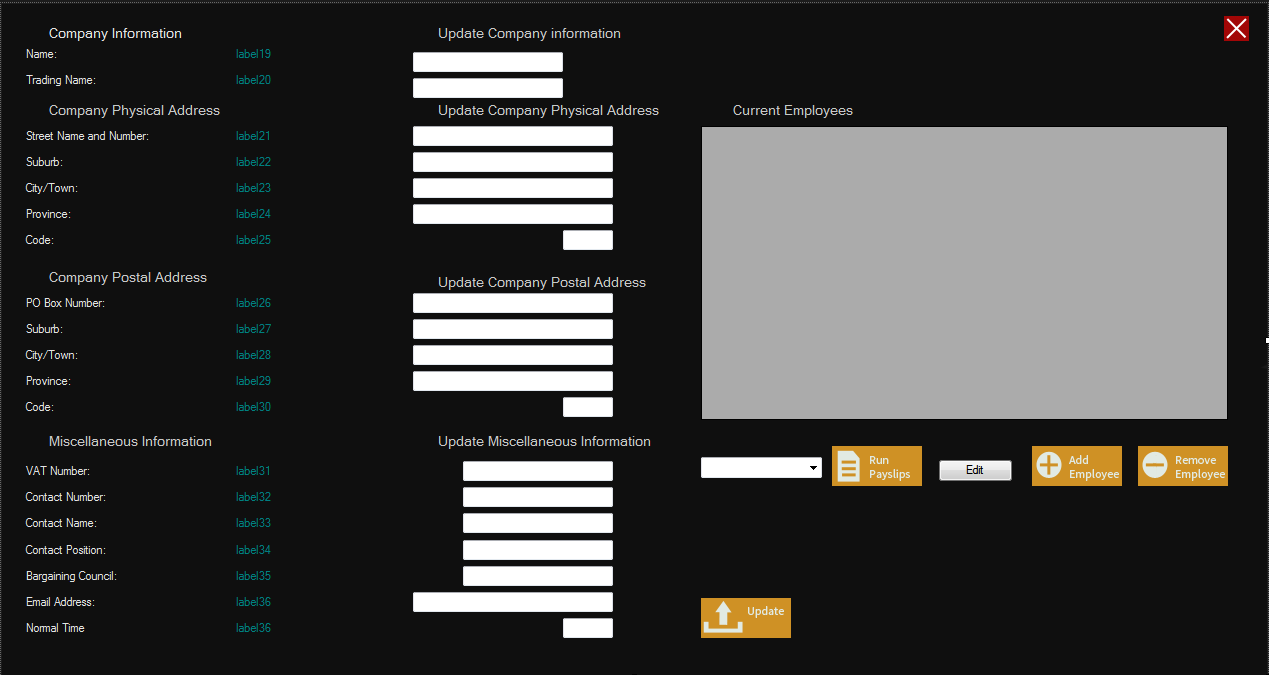 Company Information
Update Company information
Name:
label19
Trading Name:
label20
Company Physical Address
Update Company Physical Address
Current Employees
Street Name and Number:
label21
Suburb:
label22
City/Town:
label23
Province:
label24
Code:
label25
Company Postal Address
Update Company Postal Address
PO Box Number:
label26
Suburb:
label27
City/Town:
label28
Province:
label29
Code:
label30
Miscellaneous Information
Update Miscellaneous Information
VAT Number:
label31
Run
Payslips
Edit
Add
Employee
Remove
Employee
Contact Number:
label32
Contact Name:
label33
Contact Position:
label34
Bargaining Council:
label35
Email Address:
label36
Update
Normal Time
label36